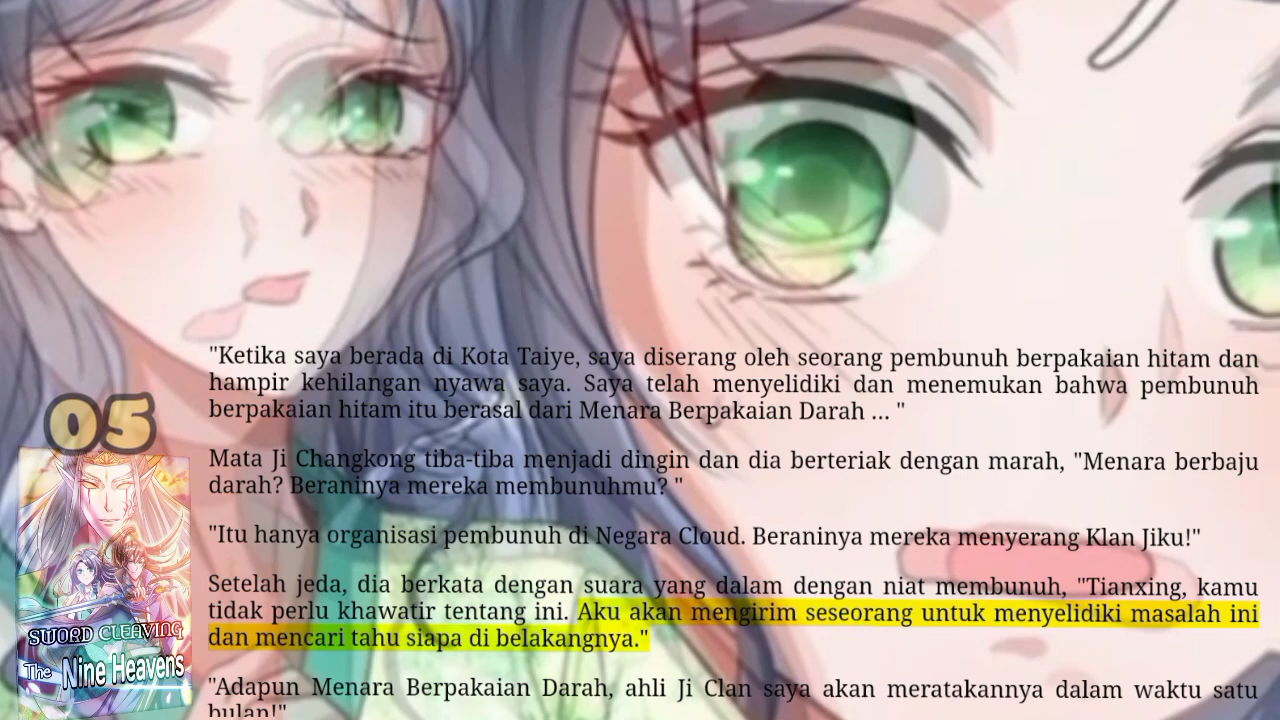 "Ketika saya berada di Kota Taiye, saya diserang oleh seorang pembunuh berpakaian hitam dan
hampir kehilangan nyawa saya. Saya telah menyelidiki dan menemukan bahwa pembunuh
berpakaian hitam itu berasal dari Menara Berpakaian Darah ... "
Mata Ji Changkong tiba-tiba menjadi dingin dan dia berteriak dengan marah, "Menara berbaju
darah? Beraninya mereka membunuhmu? "
"Itu hanya organisasi pembunuh di Negara Cloud. Beraninya mereka menyerang Klan Jiku!"
Setelah jeda, dia berkata dengan suara yang dalam dengan niat membunuh, "Tianxing, kamu
tidak perlu khawatir tentang ini. Aku akan mengirim seseorang untuk menyelidiki masalah ini
dan mencari tahu siapa di belakangnya."
"Adapun Menara Berpakaian Darah, ahli Ji Clan saya akan meratakannya dalam waktu satu
bulan!"
05
SWORD CLEAVING
The Nine Heavens